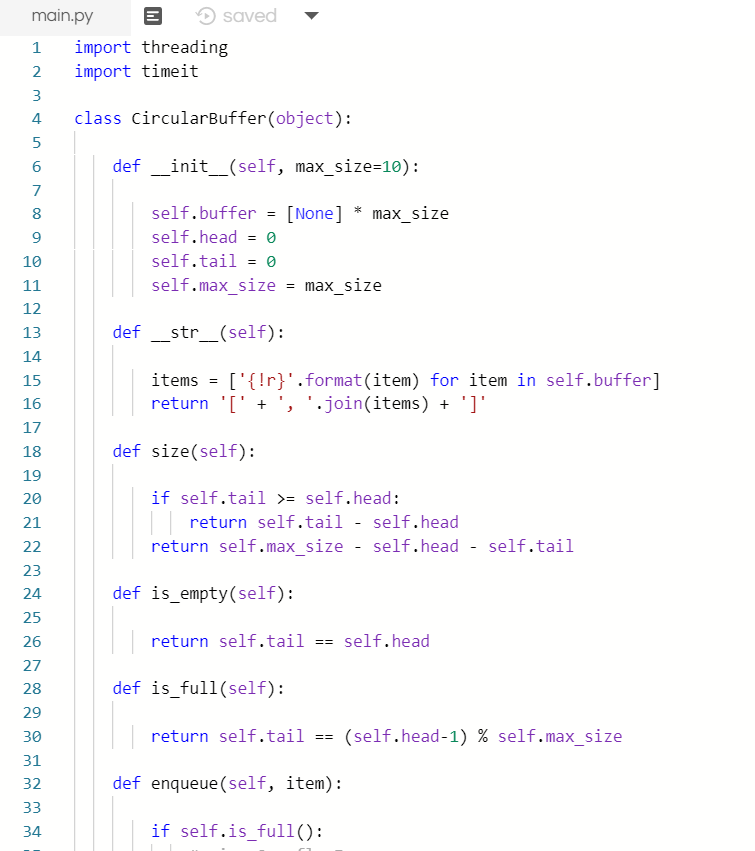 main.py saved
1 import threading
2 import timeit
3
4 class CircularBuffer(object):
5
6 def __init__(self, max_size=10):
7
8 self.buffer = [None] * max_size
9 self.head = 0
10 self.tail = 0
11 self.max_size = max_size
12
13 def __str__(self):
14
15 items = ['{!r}'.format(item) for item in self.buffer]
16 return '[' + ', '.join(items) + ']'
17
18 def size(self):
19
20 if self.tail >= self.head:
21 return self.tail - self.head
22 return self.max_size - self.head - self.tail
23
24 def is_empty(self):
25
26 return self.tail == self.head
27
28 def is_full(self):
29
30 return self.tail == (self.head-1) % self.max_size
31
32 def enqueue(self, item):
33
34 if self.is_full():